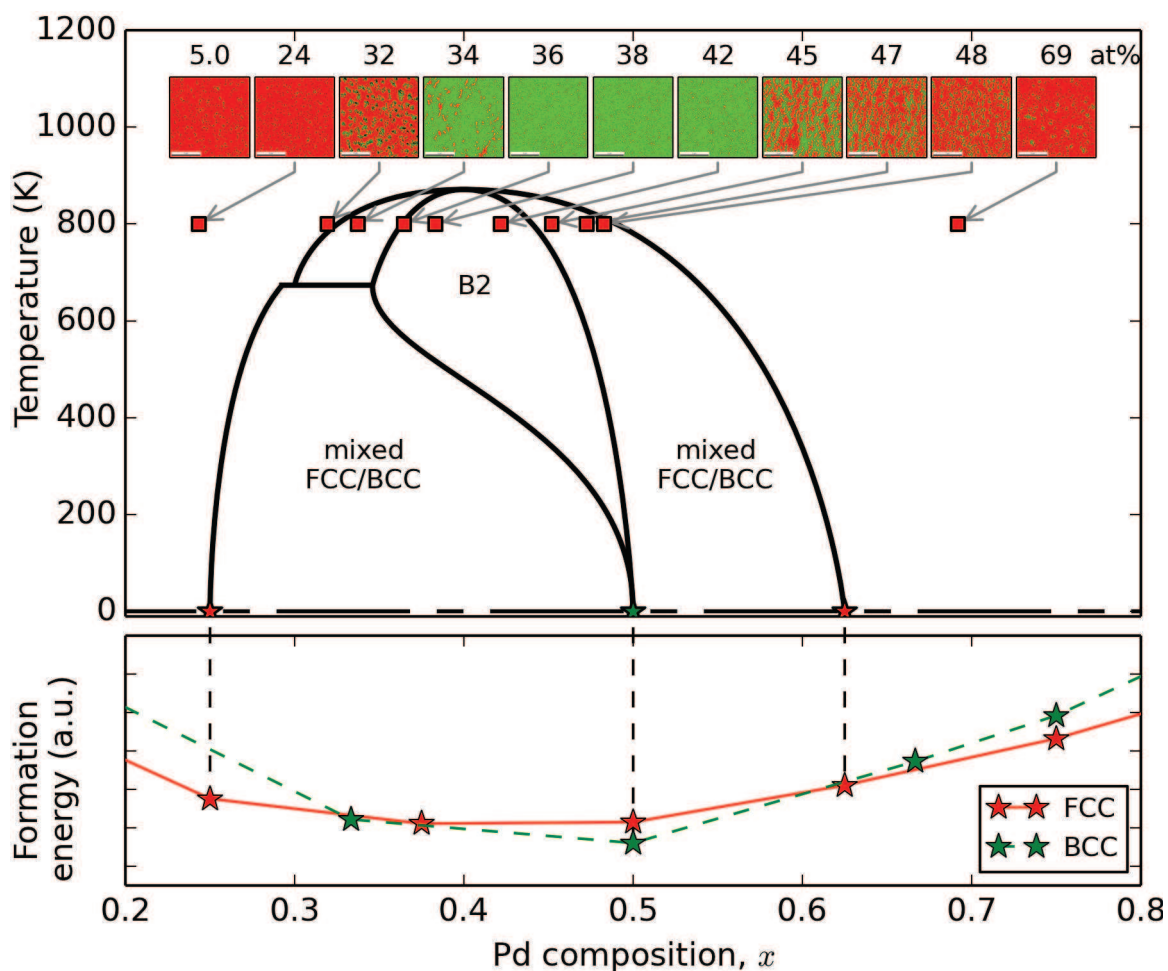 1200
5.0 24 32 34 36 38 42 45 47 48 69 at%
1000
800
B2
600
400
mixed
FCC/BCC
mixed
FCC/BCC
200
0
Temperature (K)
Formation
energy (a.u.)
FCC
BCC
0.2 0.3 0.4 0.5 0.6 0.7 0.8
Pd composition, x